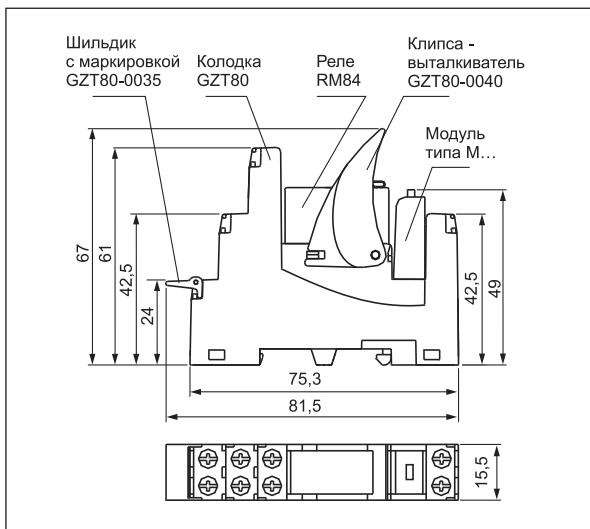 Шильдик
с маркировкой
GZT80-0035
Колодка
GZT80
Реле
RM84
Клипса -
выталкиватель
GZT80-0040
Модуль
типа М...
67
61
42,5
24
42,5
49
75,3
81,5
15,5